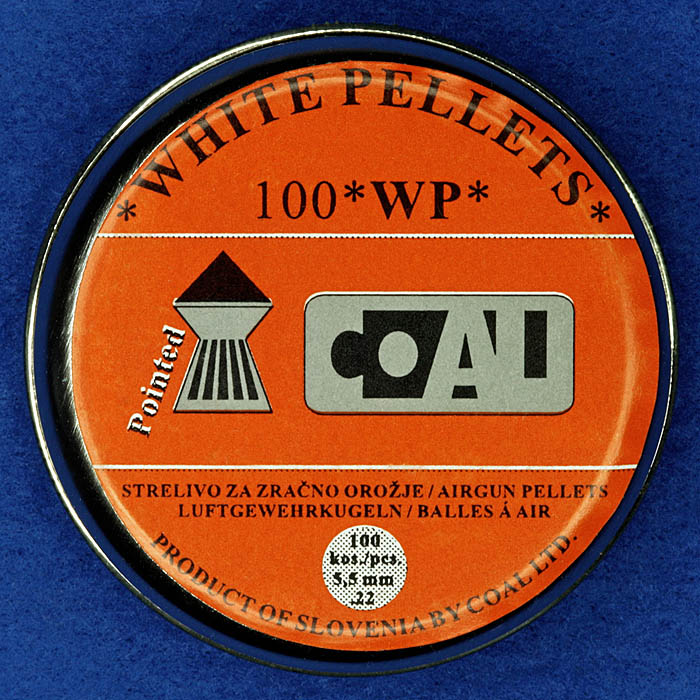 *WHITE PELLETS*
100*WP*
Pointed
COAL
STRELIVO ZA ZRAČNO OROŽJE / AIRGUN PELLETS
LUFTGEWEHRKUGELN / BALLES Á AIR
100
kos./pcs.
5,5 mm
.22
PRODUCT OF SLOVENIA BY COAL LTD.